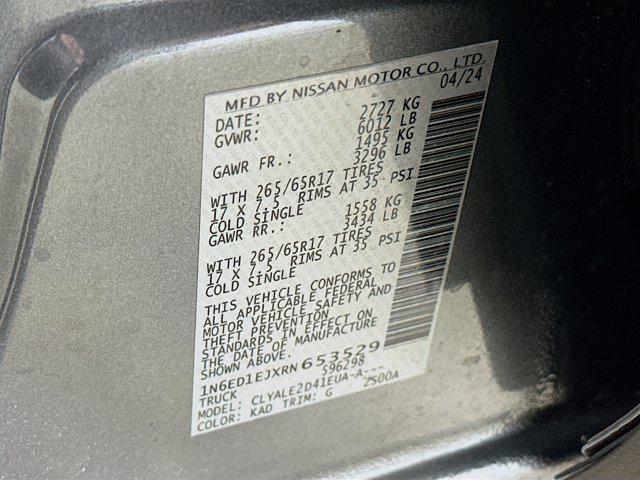 MFD BY NISSAN MOTOR CO., LTD.
DATE: 04/24
GVWR: 2727 KG
6012 LB
GAWR FR.: 1495 KG
3296 LB
WITH 265/65R17 TIRES
17 X 7.5 RIMS AT 35 PSI
COLD SINGLE
GAWR RR.: 1558 KG
3434 LB
WITH 265/65R17 TIRES
17 X 7.5 RIMS AT 35 PSI
COLD SINGLE
THIS VEHICLE CONFORMS TO
ALL APPLICABLE FEDERAL
MOTOR VEHICLE SAFETY AND
THEFT PREVENTION
STANDARDS IN EFFECT ON
THE DATE OF MANUFACTURE
SHOWN ABOVE.
1N6ED1EJXRN653529
TRUCK 596298
MODEL: CLYALE2D41EUA-A___
COLOR: KAD TRIM: G ZS00A